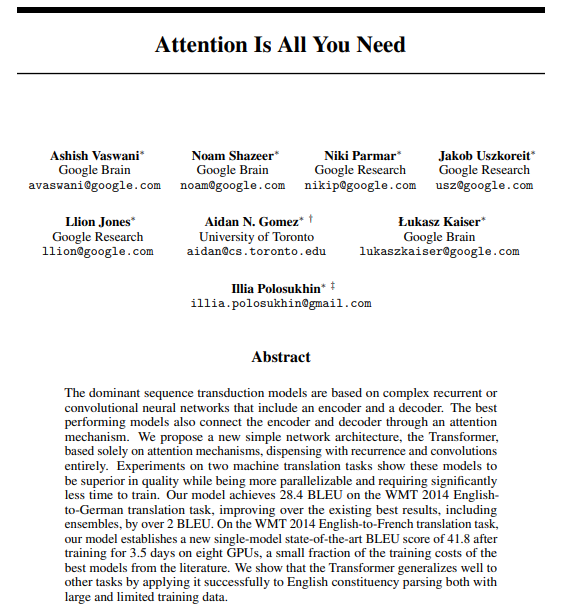 Attention Is All You Need
Ashish Vaswani* Noam Shazeer* Niki Parmar* Jakob Uszkoreit*
Google Brain Google Brain Google Research Google Research
avaswani@google.com noam@google.com nikip@google.com usz@google.com
Llion Jones* Aidan N. Gomez* † Łukasz Kaiser*
Google Research University of Toronto Google Brain
llion@google.com aidan@cs.toronto.edu lukaszkaiser@google.com
Illia Polosukhin* ‡
illia.polosukhin@gmail.com
Abstract
The dominant sequence transduction models are based on complex recurrent or
convolutional neural networks that include an encoder and a decoder. The best
performing models also connect the encoder and decoder through an attention
mechanism. We propose a new simple network architecture, the Transformer,
based solely on attention mechanisms, dispensing with recurrence and convolutions
entirely. Experiments on two machine translation tasks show these models to
be superior in quality while being more parallelizable and requiring significantly
less time to train. Our model achieves 28.4 BLEU on the WMT 2014 English-
to-German translation task, improving over the existing best results, including
ensembles, by over 2 BLEU. On the WMT 2014 English-to-French translation task,
our model establishes a new single-model state-of-the-art BLEU score of 41.8 after
training for 3.5 days on eight GPUs, a small fraction of the training costs of the
best models from the literature. We show that the Transformer generalizes well to
other tasks by applying it successfully to English constituency parsing both with
large and limited training data.